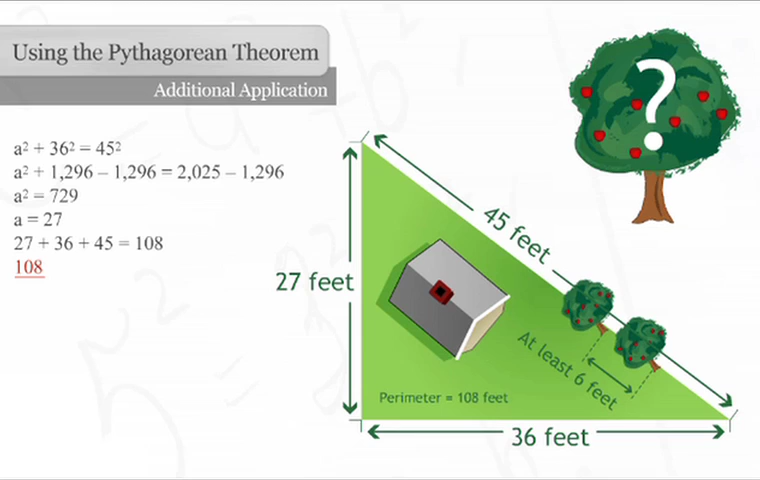 Using the Pythagorean Theorem
Additional Application
a² + 36² = 45²
a² + 1,296 – 1,296 = 2,025 – 1,296
a² = 729
a = 27
27 + 36 + 45 = 108
108
?
45 feet
27 feet
At least 6 feet
Perimeter = 108 feet
36 feet